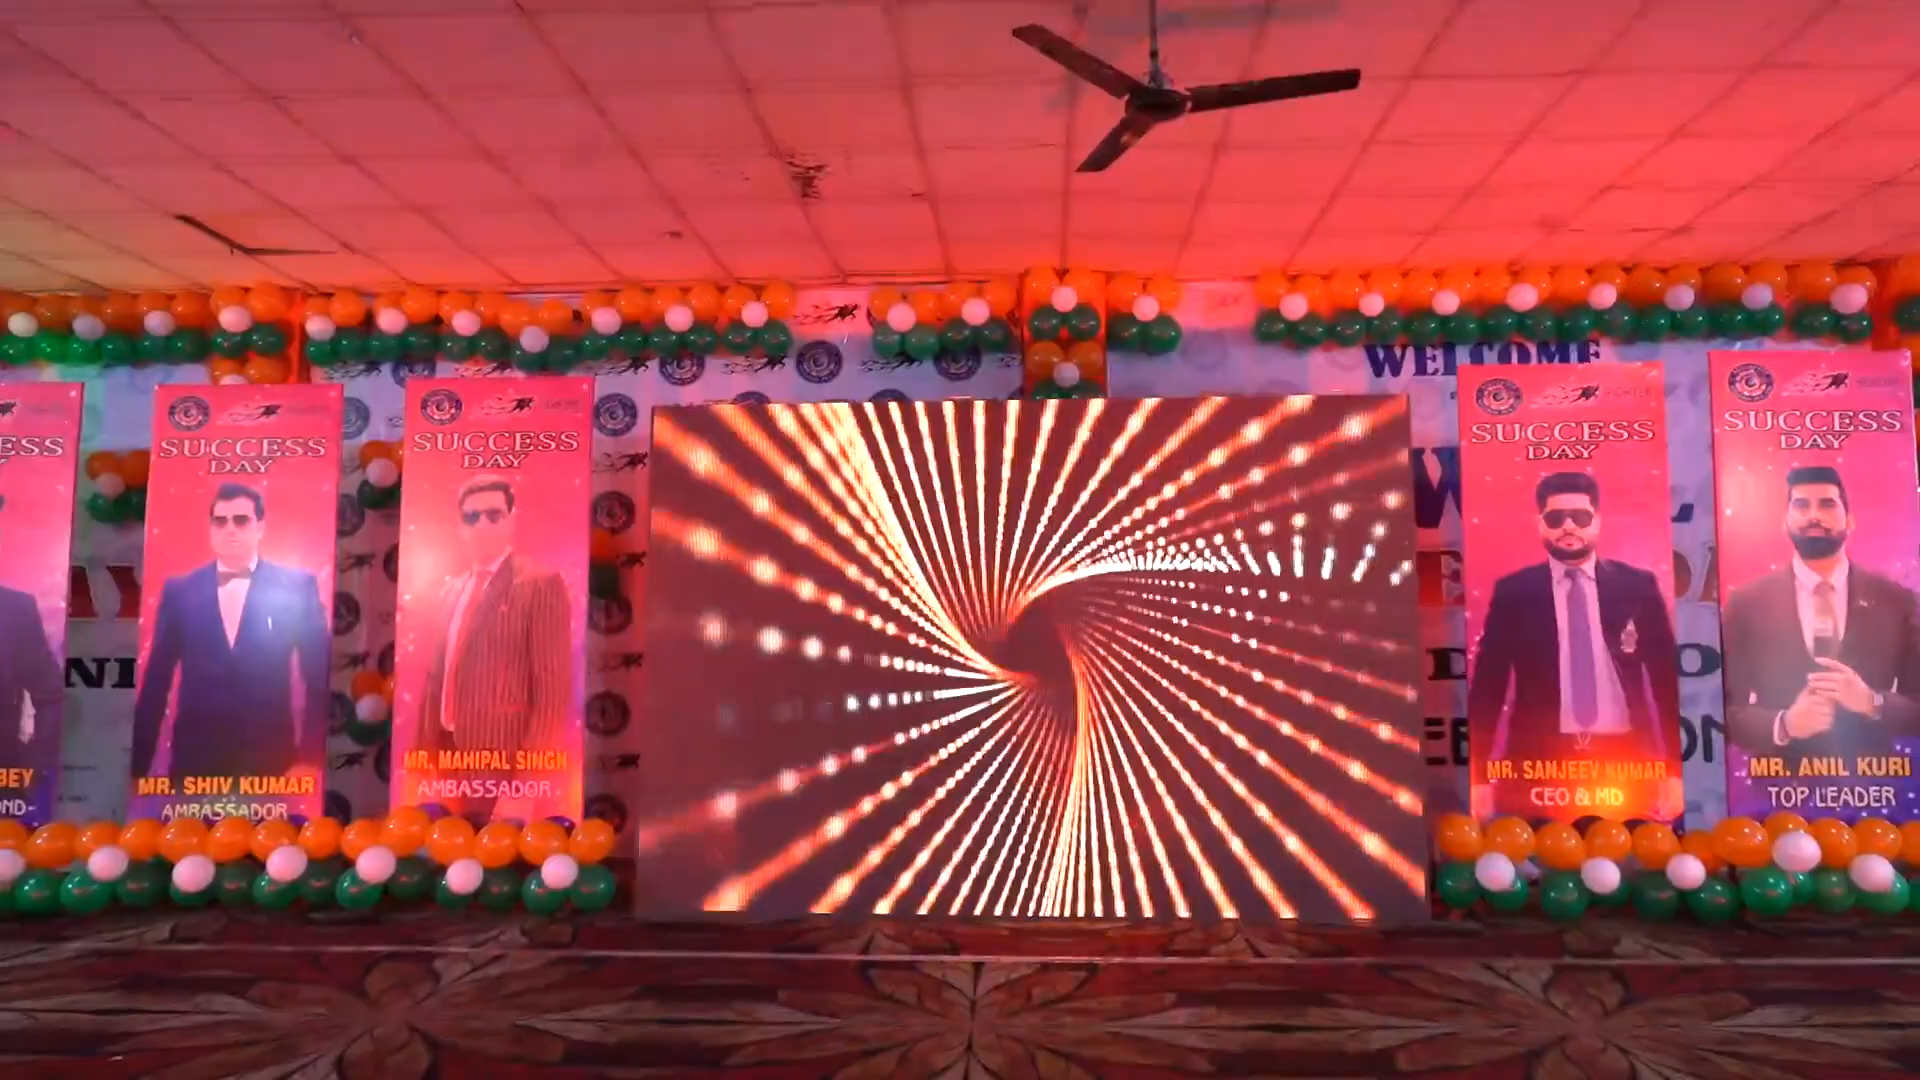 WELCOME
ESS
BEY
OND
SUCCESS
DAY
MR. SHIV KUMAR
AMBASSADOR
SUCCESS
DAY
MR. MAHIPAL SINGH
AMBASSADOR
SUCCESS
DAY
MR. SANJEEV KUMAR
CEO & MD
SUCCESS
DAY
MR. ANIL KURI
TOP LEADER